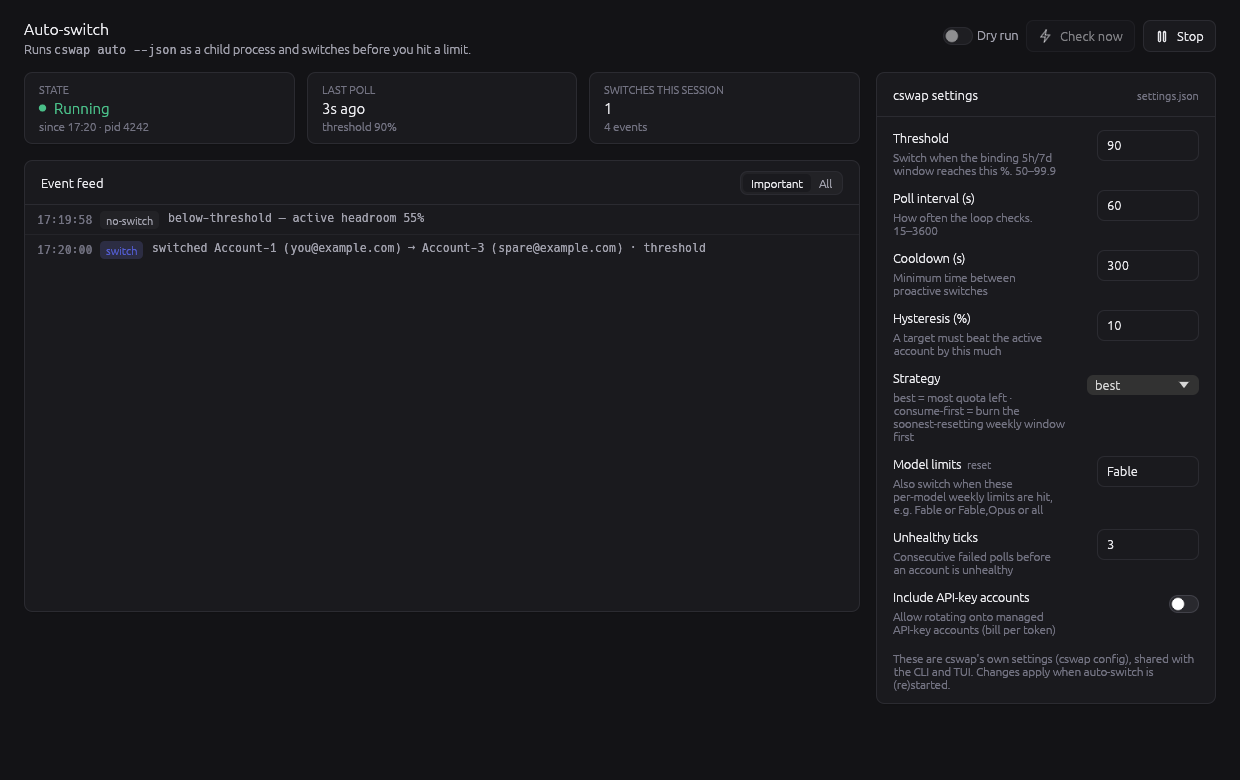 Auto-switch
Runs cswap auto --json as a child process and switches before you hit a limit.
Dry run
Check now
Stop
STATE
Running
since 17:20 · pid 4242
LAST POLL
3s ago
threshold 90%
SWITCHES THIS SESSION
1
4 events
Event feed
Important
All
17:19:58 no-switch below-threshold — active headroom 55%
17:20:00 switch switched Account-1 (you@example.com) → Account-3 (spare@example.com) · threshold
cswap settings
settings.json
Threshold
Switch when the binding 5h/7d
window reaches this %. 50–99.9
90
Poll interval (s)
How often the loop checks.
15–3600
60
Cooldown (s)
Minimum time between
proactive switches
300
Hysteresis (%)
A target must beat the active
account by this much
10
Strategy
best = most quota left ·
consume-first = burn the
soonest-resetting weekly window
first
best
Model limits reset
Also switch when these
per-model weekly limits are hit,
e.g. Fable or Fable,Opus or all
Fable
Unhealthy ticks
Consecutive failed polls before
an account is unhealthy
3
Include API-key accounts
Allow rotating onto managed
API-key accounts (bill per token)
These are cswap's own settings (cswap config), shared with
the CLI and TUI. Changes apply when auto-switch is
(re)started.